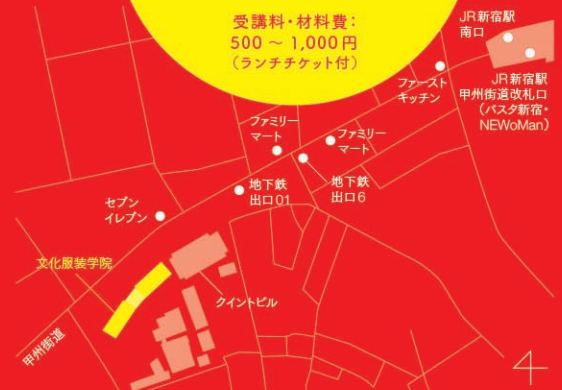 受講料・材料費：
500 ～ 1,000円
（ランチチケット付）
JR新宿駅
南口
JR新宿駅
甲州街道改札口
（バスタ新宿・
NEWoMan）
ファースト
キッチン
ファミリー
マート
ファミリー
マート
地下鉄
出口6
地下鉄
出口01
セブン
イレブン
文化服装学院
クイントビル
甲州街道
4